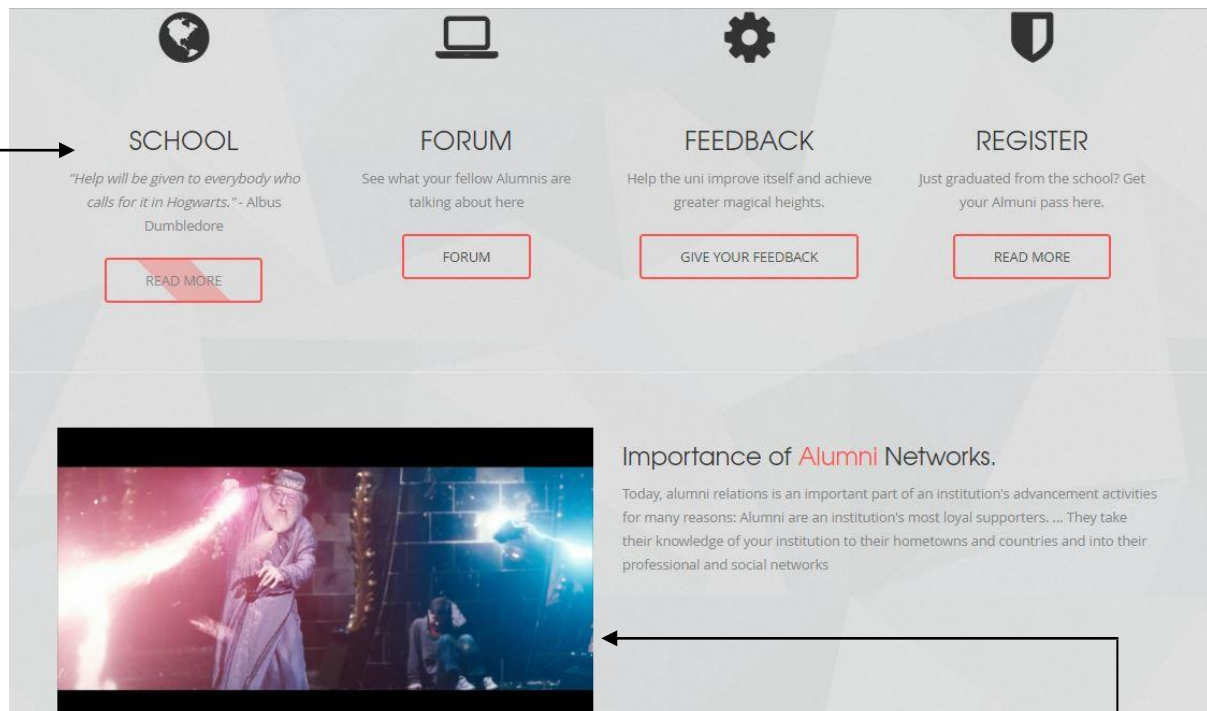 SCHOOL
"Help will be given to everybody who
calls for it in Hogwarts." - Albus
Dumbledore
READ MORE
FORUM
See what your fellow Alumnis are
talking about here
FORUM
FEEDBACK
Help the uni improve itself and achieve
greater magical heights.
GIVE YOUR FEEDBACK
REGISTER
Just graduated from the school? Get
your Almuni pass here.
READ MORE
Importance of Alumni Networks.
Today, alumni relations is an important part of an institution's advancement activities
for many reasons: Alumni are an institution's most loyal supporters. ... They take
their knowledge of your institution to their hometowns and countries and into their
professional and social networks